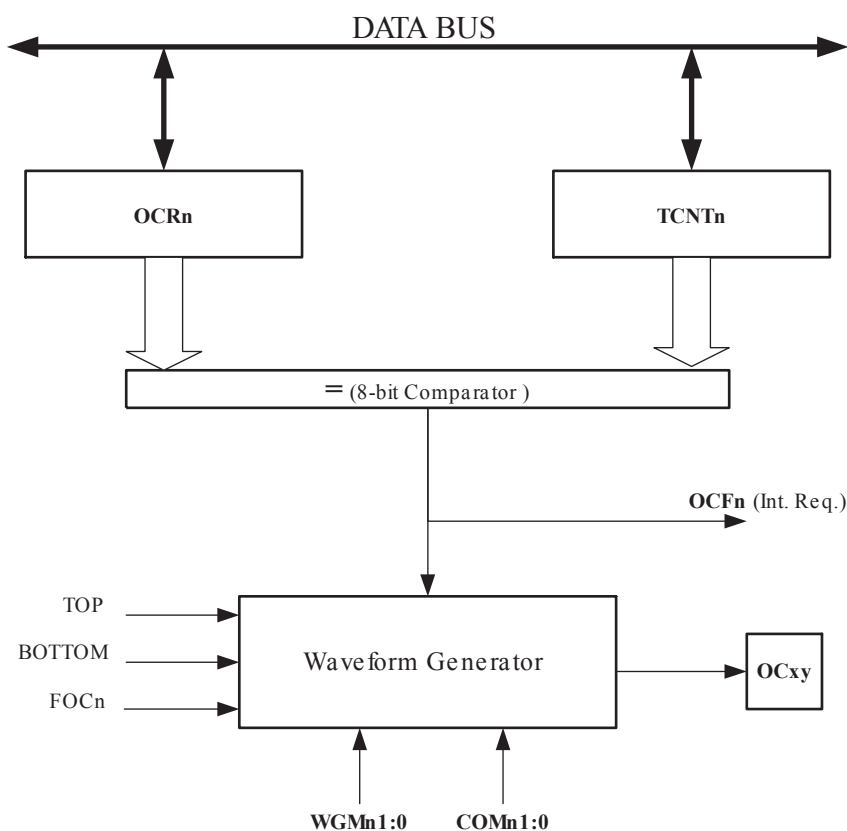 DATA BUS
OCRn
TCNTn
= (8-bit Comparator )
OCFn (Int. Req.)
TOP
BOTTOM
FOCn
Waveform Generator
OCxy
WGMn1:0
COMn1:0